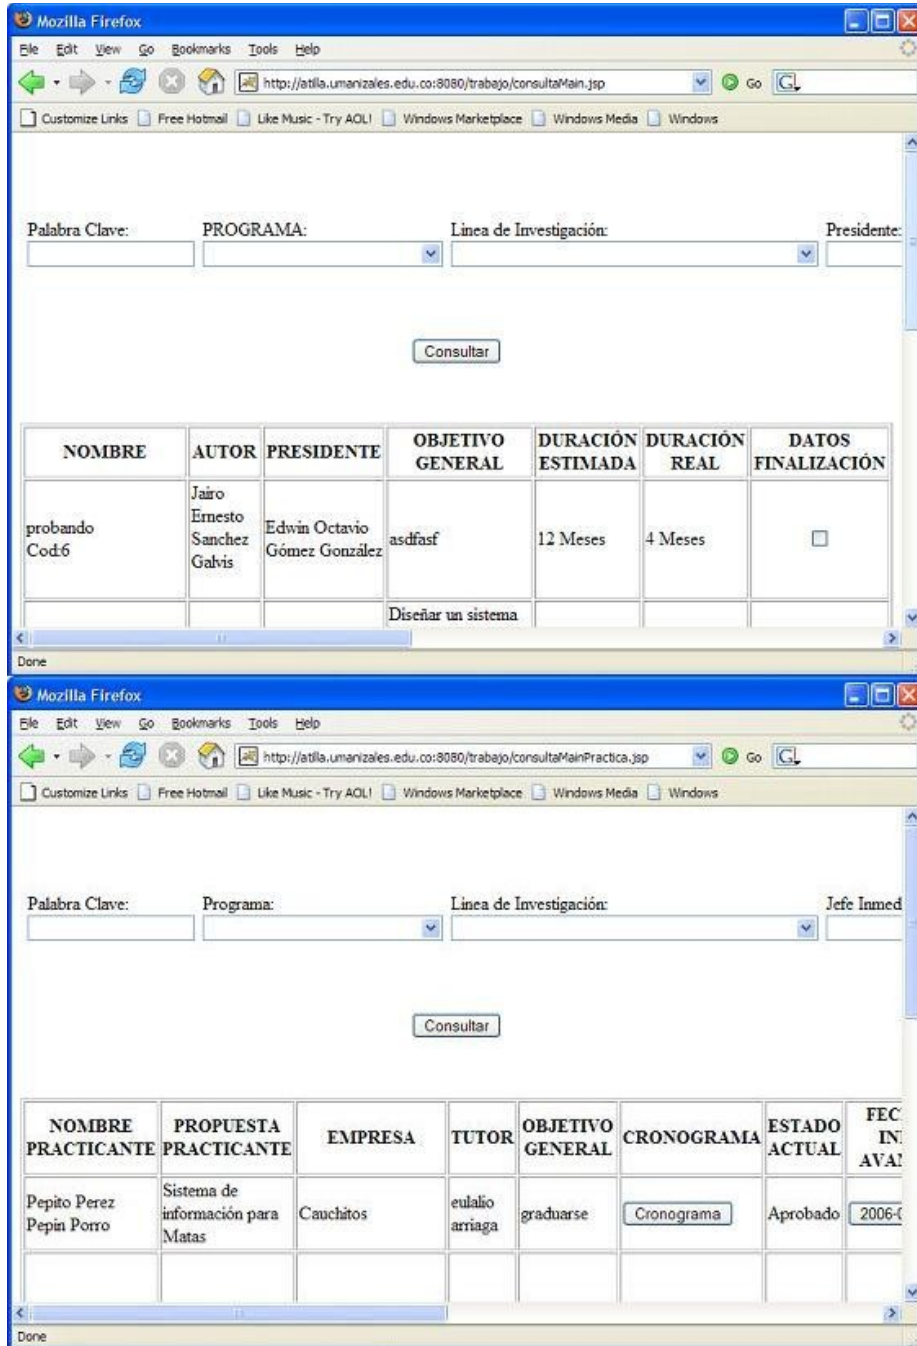 Mozilla Firefox
File Edit View Go Bookmarks Tools Help
http://atilla.umanizales.edu.co:8080/trabajo/consultaMain.jsp Go G
Customize Links Free Hotmail Like Music - Try AOL! Windows Marketplace Windows Media Windows
Palabra Clave: PROGRAMA: Linea de Investigación: Presidente:
Consultar
NOMBRE AUTOR PRESIDENTE OBJETIVO GENERAL DURACIÓN ESTIMADA DURACIÓN REAL DATOS FINALIZACIÓN
probando Cod:6 Jairo Ernesto Sanchez Galvis Edwin Octavio Gómez González asdfasf 12 Meses 4 Meses
Diseñar un sistema
Done
Mozilla Firefox
File Edit View Go Bookmarks Tools Help
http://atilla.umanizales.edu.co:8080/trabajo/consultaMainPractica.jsp Go G
Customize Links Free Hotmail Like Music - Try AOL! Windows Marketplace Windows Media Windows
Palabra Clave: Programa: Linea de Investigación: Jefe Inmed
Consultar
NOMBRE PRACTICANTE PROPUESTA PRACTICANTE EMPRESA TUTOR OBJETIVO GENERAL CRONOGRAMA ESTADO ACTUAL FEC
Pepito Perez Pepin Porro Sistema de información para Matas Cauchitos eulalio arriaga graduarse Cronograma Aprobado 2006-0
Done